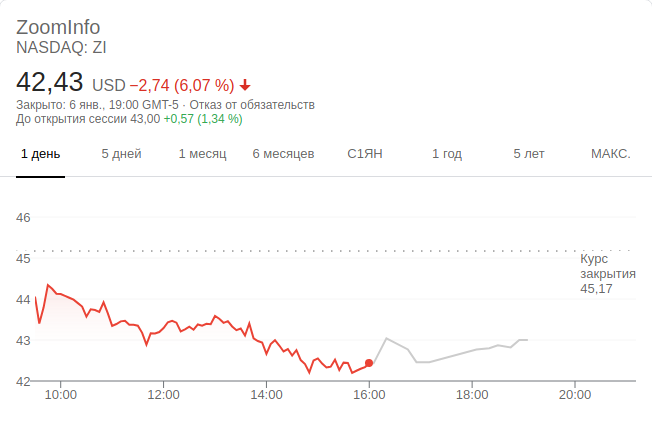 ZoomInfo
NASDAQ: ZI
42,43 USD −2,74 (6,07 %)
Закрыто: 6 янв., 19:00 GMT-5 · Отказ от обязательств
До открытия сессии 43,00 +0,57 (1,34 %)
1 день 5 дней 1 месяц 6 месяцев С1ЯН 1 год 5 лет МАКС.
46
45
44
43
42
Курс
закрытия
45,17
10:00 12:00 14:00 16:00 18:00 20:00